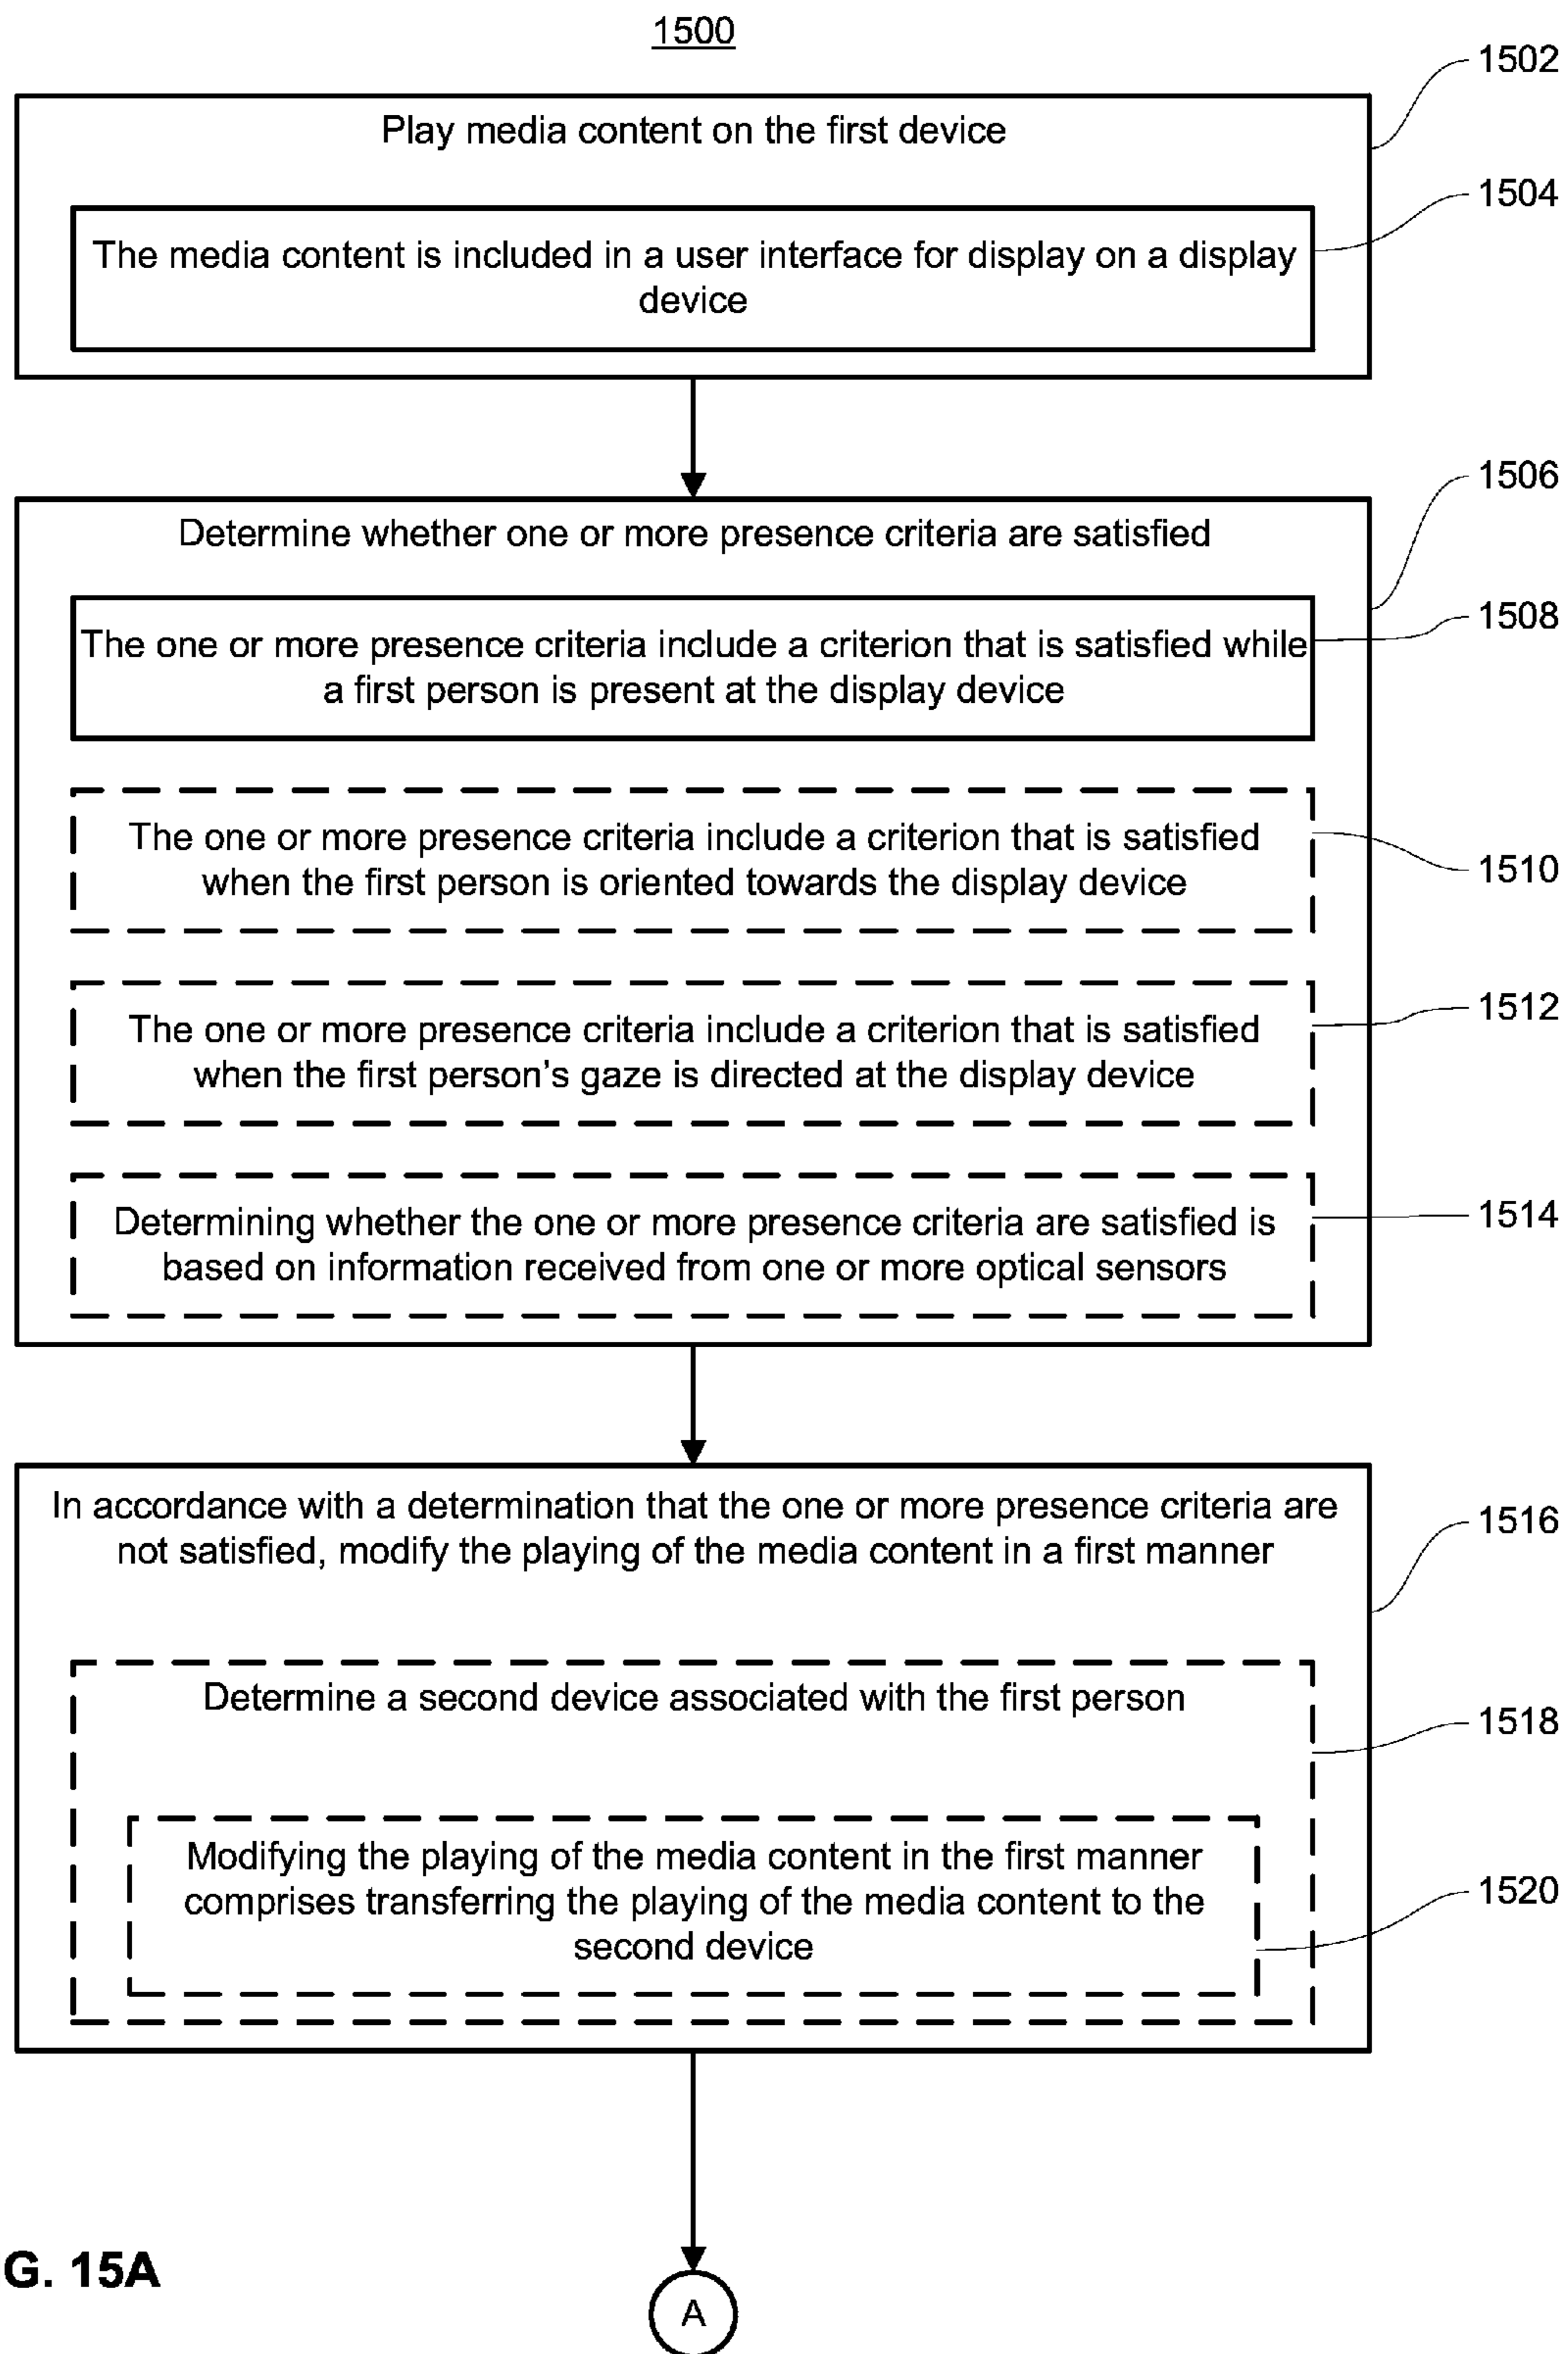 1500
1502
Play media content on the first device
1504
The media content is included in a user interface for display on a display
device
1506
Determine whether one or more presence criteria are satisfied
1508
The one or more presence criteria include a criterion that is satisfied while
a first person is present at the display device
The one or more presence criteria include a criterion that is satisfied
when the first person is oriented towards the display device
1510
The one or more presence criteria include a criterion that is satisfied
when the first person's gaze is directed at the display device
1512
Determining whether the one or more presence criteria are satisfied is
based on information received from one or more optical sensors
1514
In accordance with a determination that the one or more presence criteria are
not satisfied, modify the playing of the media content in a first manner
1516
Determine a second device associated with the first person
1518
Modifying the playing of the media content in the first manner
comprises transferring the playing of the media content to the
second device
1520
G. 15A
A